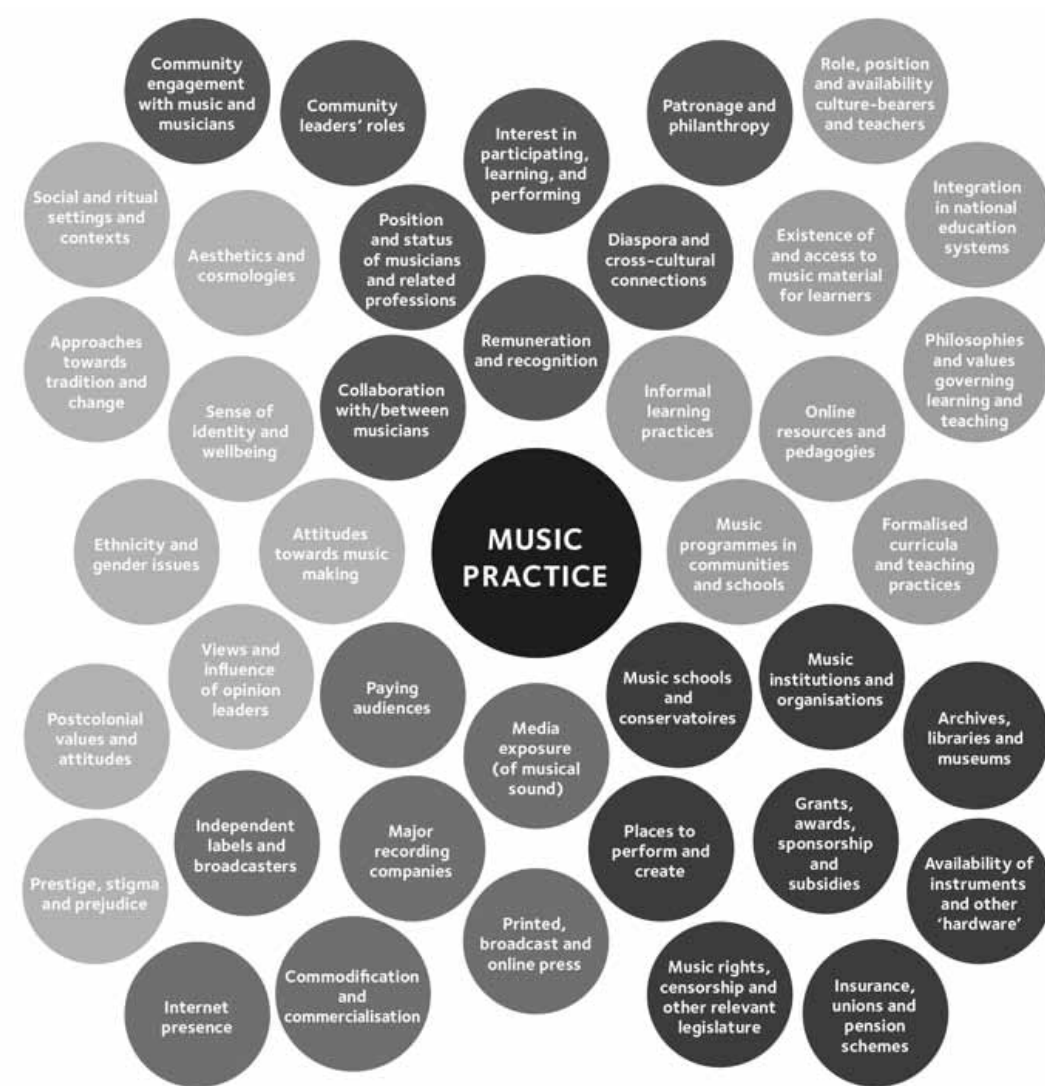 Community
engagement
with music and
musicians
Community
leaders' roles
Interest in
participating,
learning, and
performing
Patronage and
philanthropy
Role, position
and availability
culture-bearers
and teachers
Social and ritual
settings and
contexts
Aesthetics and
cosmologies
Position
and status
of musicians
and related
professions
Diaspora and
cross-cultural
connections
Existence of
and access to
music material
for learners
Integration
in national
education
systems
Approaches
towards
tradition and
change
Sense of
identity and
wellbeing
Collaboration
with/between
musicians
Remuneration
and recognition
Informal
learning
practices
Online
resources and
pedagogies
Philosophies
and values
governing
learning and
teaching
Ethnicity and
gender issues
Attitudes
towards music
making
MUSIC
PRACTICE
Music
programmes in
communities
and schools
Formalised
curricula
and teaching
practices
Views and
influence
of opinion
leaders
Paying
audiences
Media
exposure
(of musical
sound)
Music schools
and
conservatoires
Music
institutions and
organisations
Postcolonial
values and
attitudes
Archives,
libraries and
museums
Independent
labels and
broadcasters
Major
recording
companies
Places to
perform and
create
Grants,
awards,
sponsorship
and
subsidies
Prestige, stigma
and prejudice
Printed,
broadcast and
online press
Availability of
instruments
and other
'hardware'
Internet
presence
Commodification
and
commercialisation
Music rights,
censorship and
other relevant
legislature
Insurance,
unions and
pension
schemes